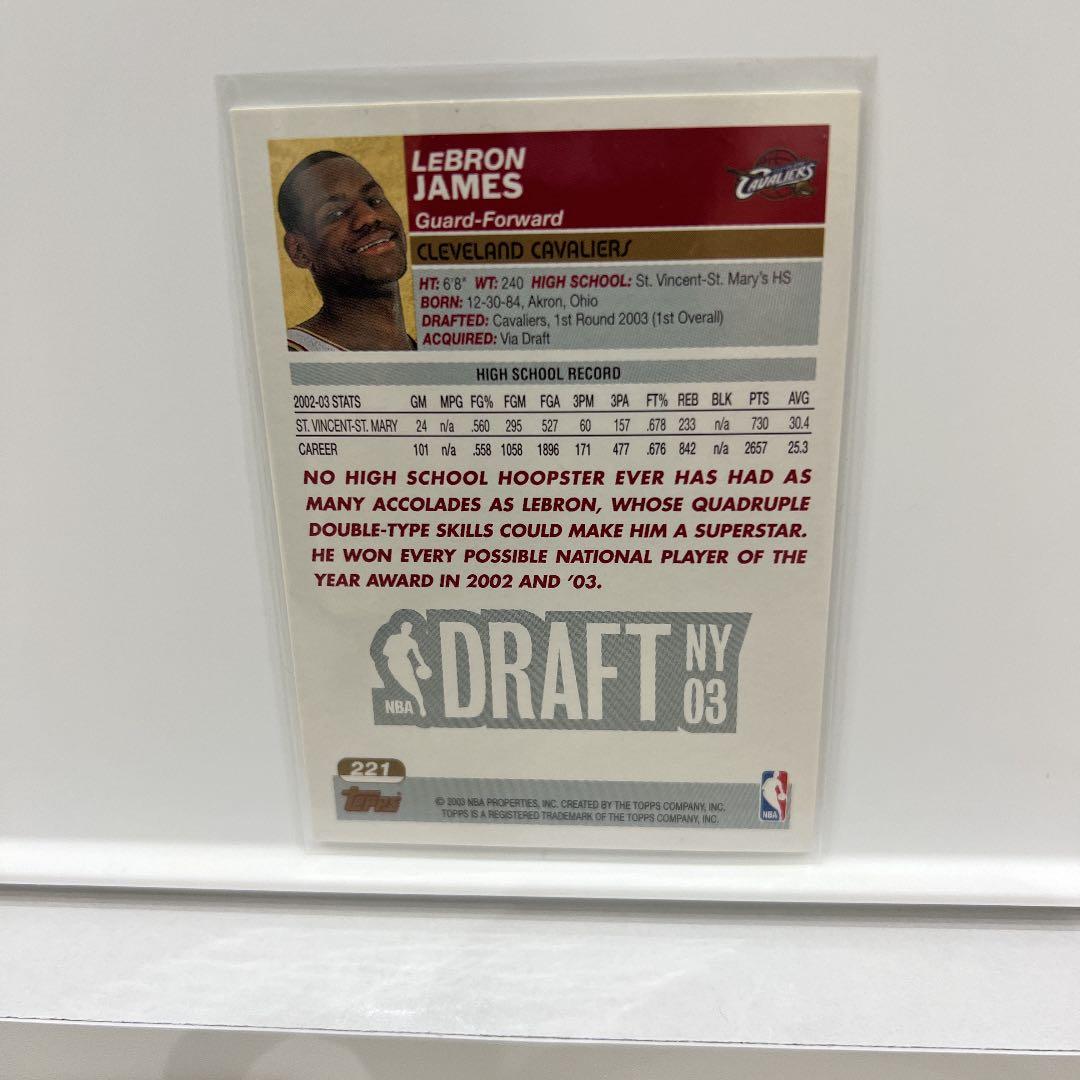 LEBRON
JAMES
CAVALIERS
Guard-Forward
CLEVELAND CAVALIERS
HT: 6'8" WT: 240 HIGH SCHOOL: St. Vincent-St. Mary's HS
BORN: 12-30-84, Akron, Ohio
DRAFTED: Cavaliers, 1st Round 2003 (1st Overall)
ACQUIRED: Via Draft
HIGH SCHOOL RECORD
2002-03 STATS GM MPG FG% FGM FGA 3PM 3PA FT% REB BLK PTS AVG
ST. VINCENT-ST. MARY 24 n/a .560 295 527 60 157 .678 233 n/a 730 30.4
CAREER 101 n/a .558 1058 1896 171 477 .676 842 n/a 2657 25.3
NO HIGH SCHOOL HOOPSTER EVER HAS HAD AS
MANY ACCOLADES AS LEBRON, WHOSE QUADRUPLE
DOUBLE-TYPE SKILLS COULD MAKE HIM A SUPERSTAR.
HE WON EVERY POSSIBLE NATIONAL PLAYER OF THE
YEAR AWARD IN 2002 AND '03.
NBA DRAFT NY
03
221
TOPPS
© 2003 NBA PROPERTIES, INC. CREATED BY THE TOPPS COMPANY, INC.
TOPPS IS A REGISTERED TRADEMARK OF THE TOPPS COMPANY, INC.
NBA